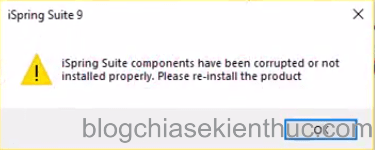 iSpring Suite 9
iSpring Suite components have been corrupted or not
installed properly. Please re-install the product
OK
blogchiasekienthuc.com